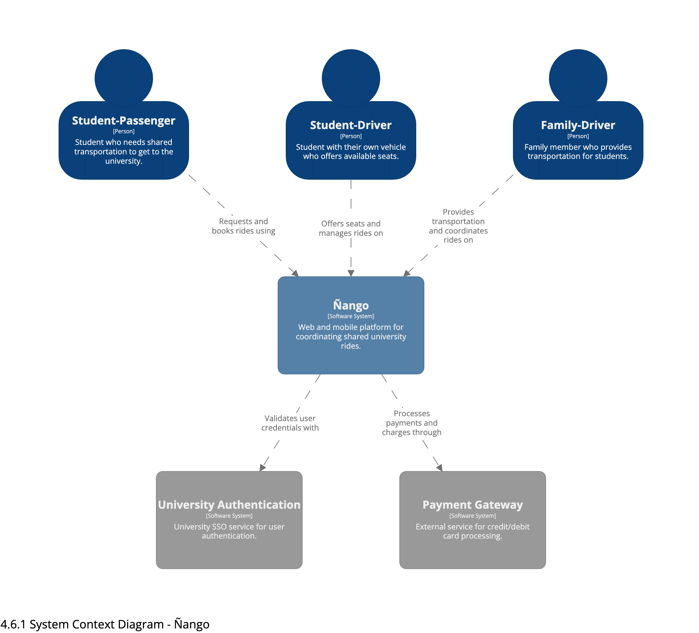 Student-Passenger
[Person]
Student who needs shared
transportation to get to the
university.
Student-Driver
[Person]
Student with their own vehicle
who offers available seats.
Family-Driver
[Person]
Family member who provides
transportation for students.
Requests and
books rides using
Offers seats and
manages rides on
Provides
transportation
and coordinates
rides on
Ñango
[Software System]
Web and mobile platform for
coordinating shared university
rides.
Validates user
credentials with
Processes
payments and
charges through
University Authentication
[Software System]
University SSO service for user
authentication.
Payment Gateway
[Software System]
External service for credit/debit
card processing.
4.6.1 System Context Diagram - Ñango